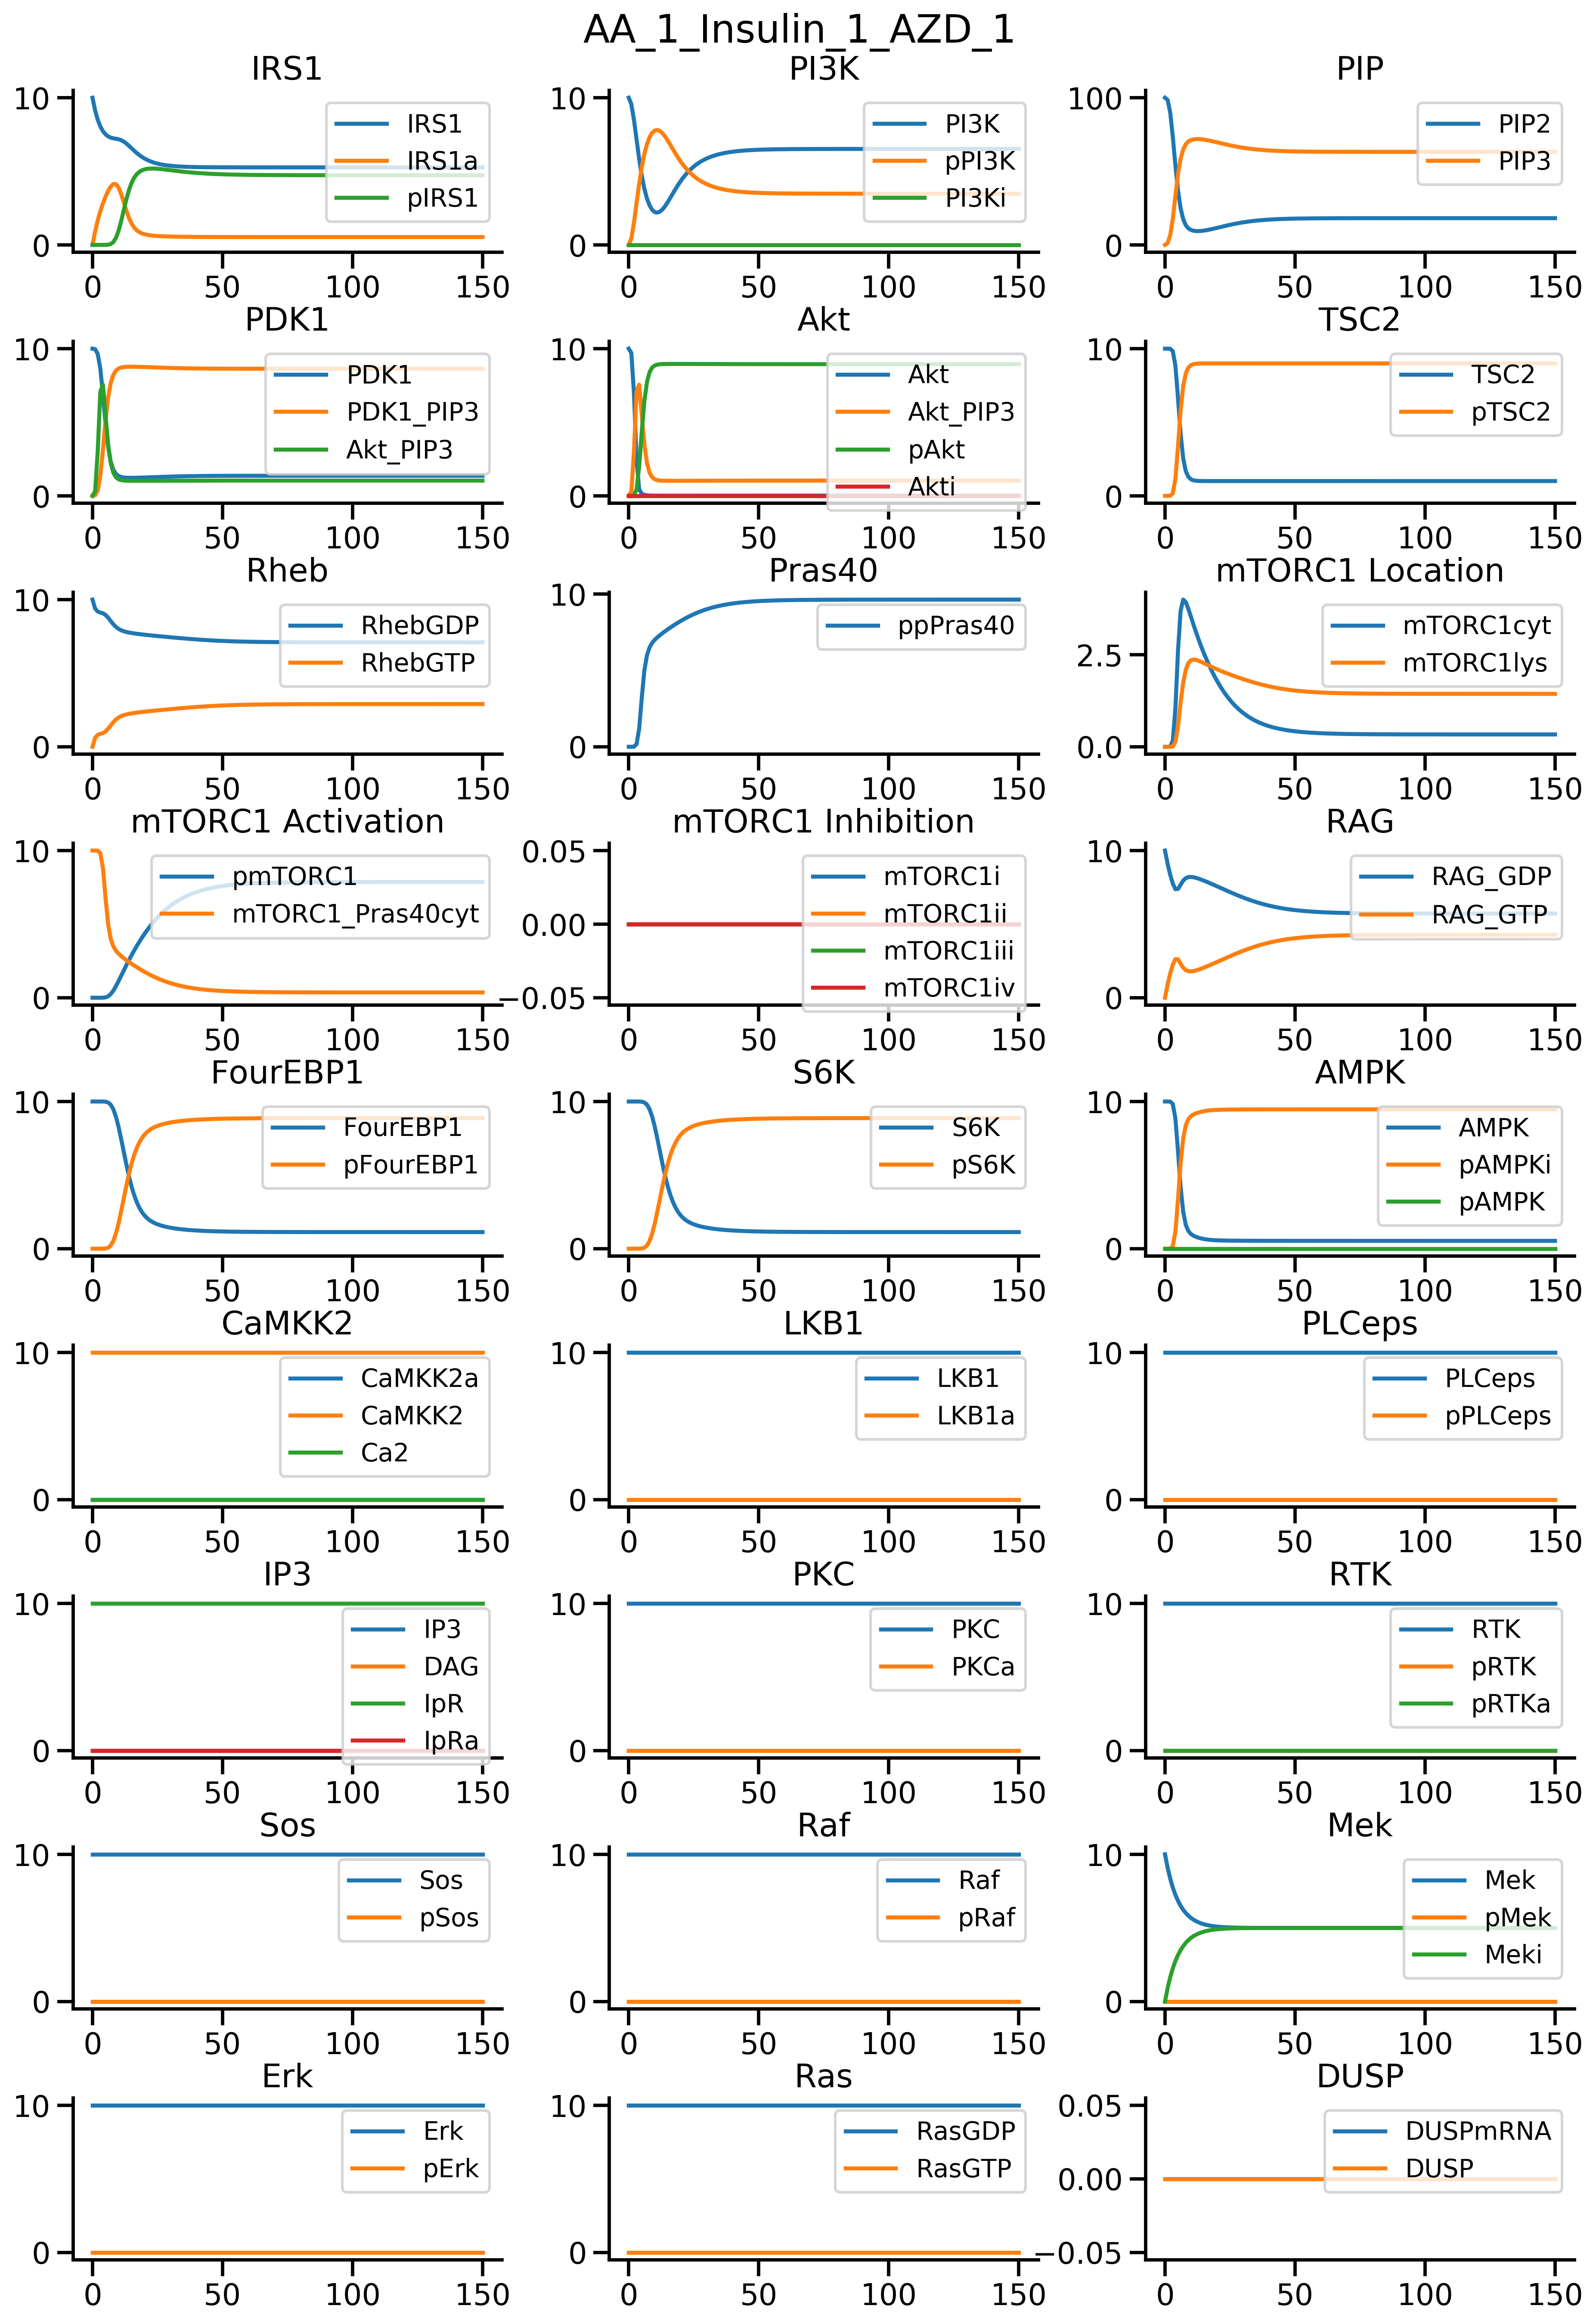 AA_1_Insulin_1_AZD_1
IRS1
10
0
0 50 100 150
IRS1
IRS1a
pIRS1
PI3K
10
0
0 50 100 150
PI3K
pPI3K
PI3Ki
PIP
100
0
0 50 100 150
PIP2
PIP3
PDK1
10
0
0 50 100 150
PDK1
PDK1_PIP3
Akt_PIP3
Akt
10
0
0 50 100 150
Akt
Akt_PIP3
pAkt
Akti
TSC2
10
0
0 50 100 150
TSC2
pTSC2
Rheb
10
0
0 50 100 150
RhebGDP
RhebGTP
Pras40
10
0
0 50 100 150
ppPras40
mTORC1 Location
2.5
0.0
0 50 100 150
mTORC1cyt
mTORC1lys
mTORC1 Activation
10
0
0 50 100 150
pmTORC1
mTORC1_Pras40cyt
mTORC1 Inhibition
0.05
0.00
−0.05
0 50 100 150
mTORC1i
mTORC1ii
mTORC1iii
mTORC1iv
RAG
10
0
0 50 100 150
RAG_GDP
RAG_GTP
FourEBP1
10
0
0 50 100 150
FourEBP1
pFourEBP1
S6K
10
0
0 50 100 150
S6K
pS6K
AMPK
10
0
0 50 100 150
AMPK
pAMPKi
pAMPK
CaMKK2
10
0
0 50 100 150
CaMKK2a
CaMKK2
Ca2
LKB1
10
0
0 50 100 150
LKB1
LKB1a
PLCeps
10
0
0 50 100 150
PLCeps
pPLCeps
IP3
10
0
0 50 100 150
IP3
DAG
IpR
IpRa
PKC
10
0
0 50 100 150
PKC
PKCa
RTK
10
0
0 50 100 150
RTK
pRTK
pRTKa
Sos
10
0
0 50 100 150
Sos
pSos
Raf
10
0
0 50 100 150
Raf
pRaf
Mek
10
0
0 50 100 150
Mek
pMek
Meki
Erk
10
0
0 50 100 150
Erk
pErk
Ras
10
0
0 50 100 150
RasGDP
RasGTP
DUSP
0.05
0.00
−0.05
0 50 100 150
DUSPmRNA
DUSP